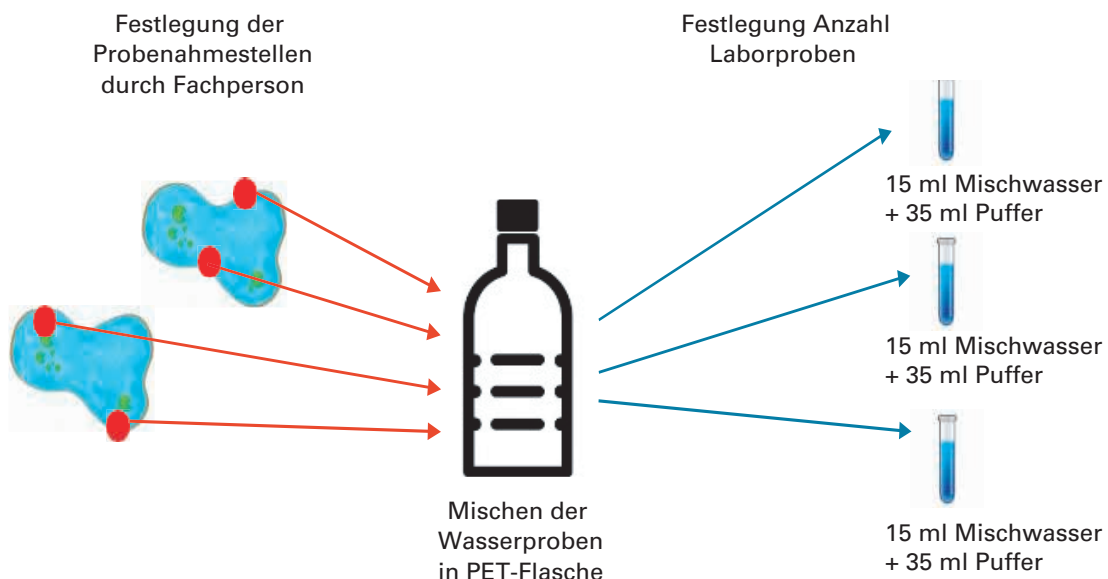 Festlegung der
Probenahmestellen
durch Fachperson
Festlegung Anzahl
Laborproben
15 ml Mischwasser
+ 35 ml Puffer
15 ml Mischwasser
+ 35 ml Puffer
Mischen der
Wasserproben
in PET-Flasche
15 ml Mischwasser
+ 35 ml Puffer